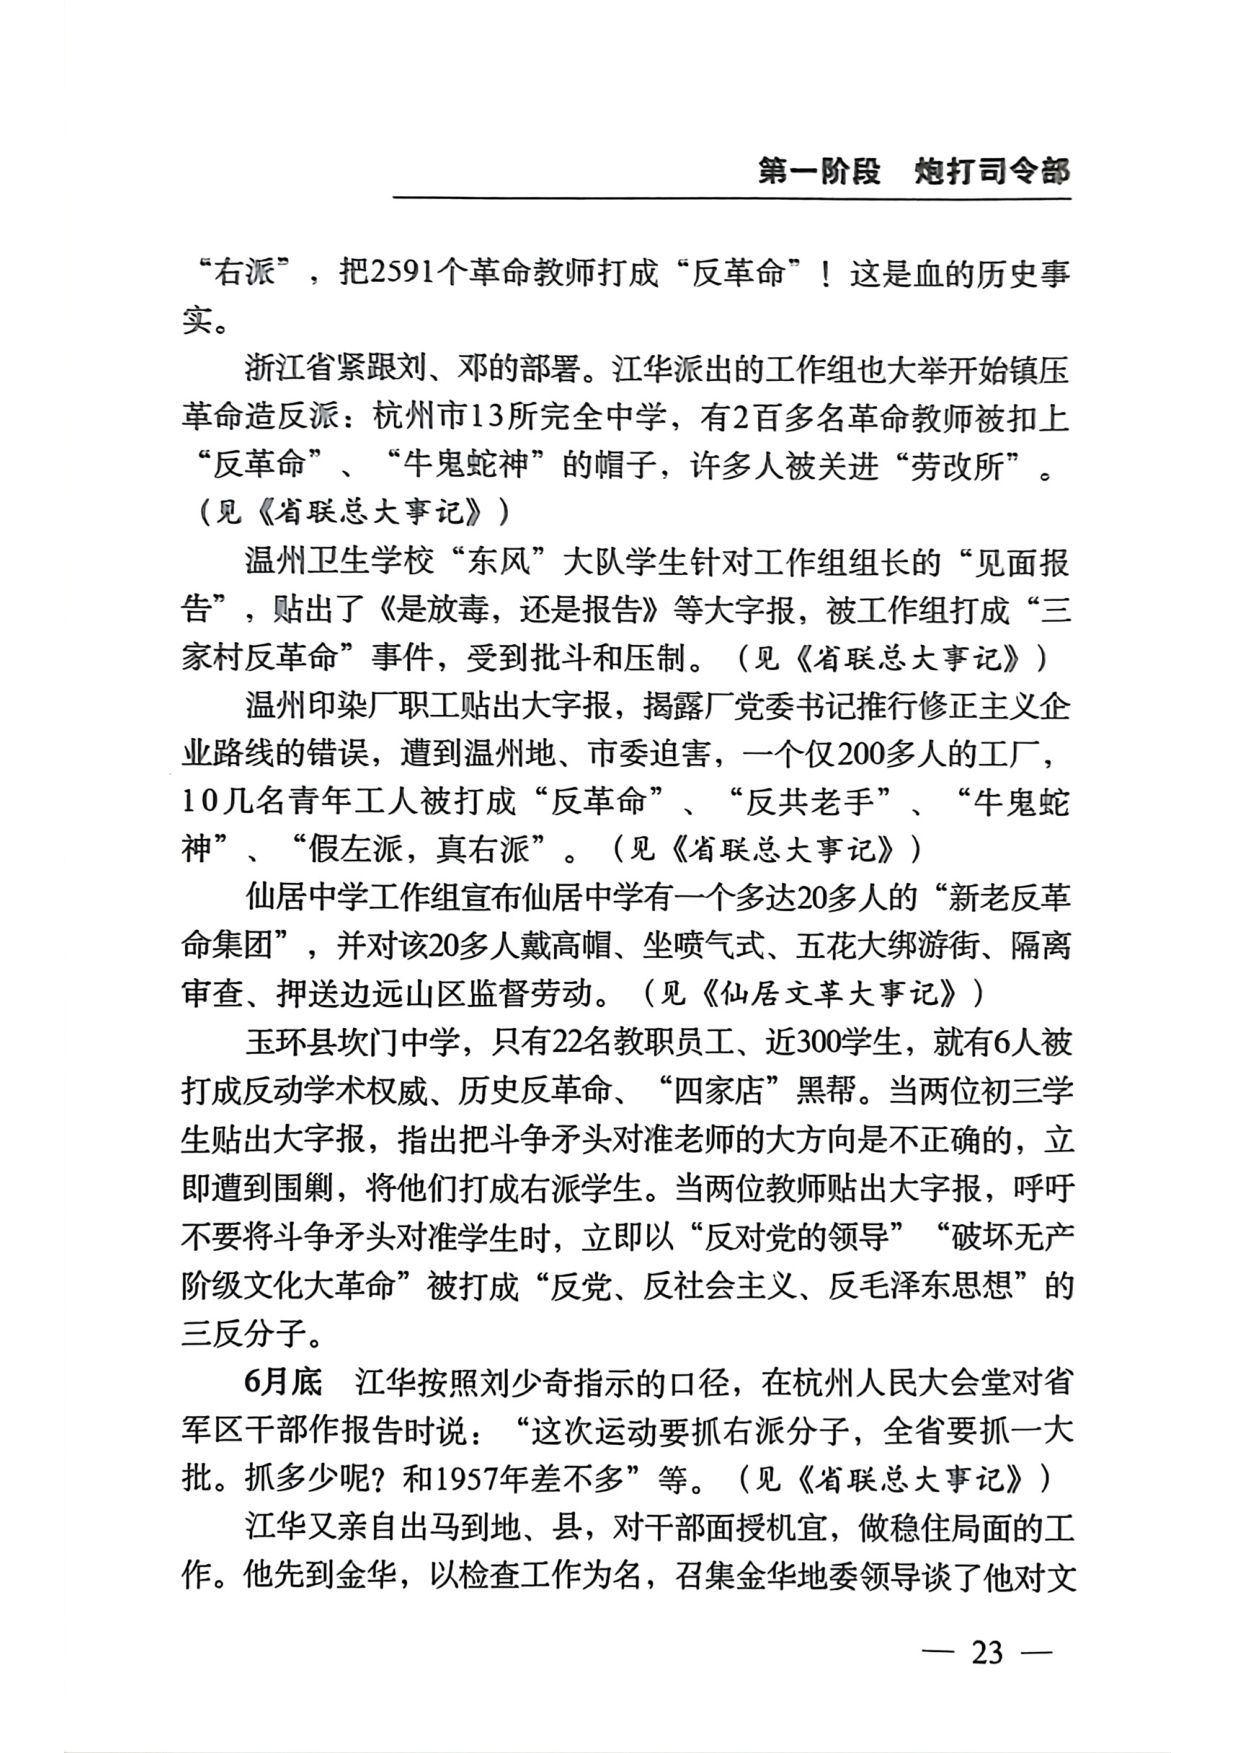 第一阶段　炮打司令部
“右派”，把2591个革命教师打成“反革命”！这是血的历史事
实。
浙江省紧跟刘、邓的部署。江华派出的工作组也大举开始镇压
革命造反派：杭州市13所完全中学，有2百多名革命教师被扣上
“反革命”、“牛鬼蛇神”的帽子，许多人被关进“劳改所”。
（见《省联总大事记》）
温州卫生学校“东风”大队学生针对工作组组长的“见面报
告”，贴出了《是放毒，还是报告》等大字报，被工作组打成“三
家村反革命”事件，受到批斗和压制。（见《省联总大事记》）
温州印染厂职工贴出大字报，揭露厂党委书记推行修正主义企
业路线的错误，遭到温州地、市委迫害，一个仅200多人的工厂，
10几名青年工人被打成“反革命”、“反共老手”、“牛鬼蛇
神”、“假左派，真右派”。（见《省联总大事记》）
仙居中学工作组宣布仙居中学有一个多达20多人的“新老反革
命集团”，并对该20多人戴高帽、坐喷气式、五花大绑游街、隔离
审查、押送边远山区监督劳动。（见《仙居文革大事记》）
玉环县坎门中学，只有22名教职员工、近300学生，就有6人被
打成反动学术权威、历史反革命、“四家店”黑帮。当两位初三学
生贴出大字报，指出把斗争矛头对准老师的大方向是不正确的，立
即遭到围剿，将他们打成右派学生。当两位教师贴出大字报，呼吁
不要将斗争矛头对准学生时，立即以“反对党的领导”“破坏无产
阶级文化大革命”被打成“反党、反社会主义、反毛泽东思想”的
三反分子。
6月底　江华按照刘少奇指示的口径，在杭州人民大会堂对省
军区干部作报告时说：“这次运动要抓右派分子，全省要抓一大
批。抓多少呢？和1957年差不多”等。（见《省联总大事记》）
江华又亲自出马到地、县，对干部面授机宜，做稳住局面的工
作。他先到金华，以检查工作为名，召集金华地委领导谈了他对文
— 23 —